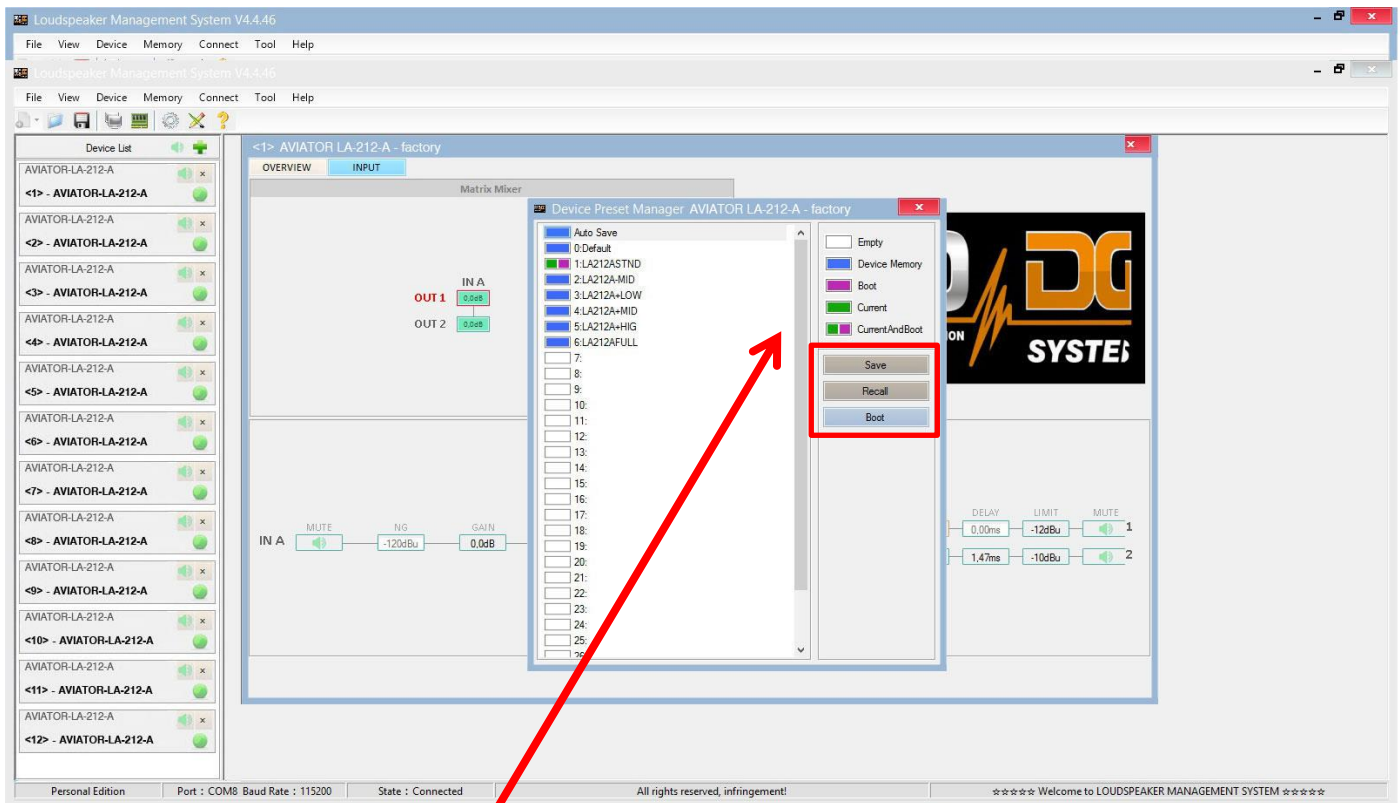 Loudspeaker Management System V4.4.46
File View Device Memory Connect Tool Help
Loudspeaker Management System V4.4.46
File View Device Memory Connect Tool Help
Device List
AVIATOR-LA-212-A
<1> - AVIATOR-LA-212-A
AVIATOR-LA-212-A
<2> - AVIATOR-LA-212-A
AVIATOR-LA-212-A
<3> - AVIATOR-LA-212-A
AVIATOR-LA-212-A
<4> - AVIATOR-LA-212-A
AVIATOR-LA-212-A
<5> - AVIATOR-LA-212-A
AVIATOR-LA-212-A
<6> - AVIATOR-LA-212-A
AVIATOR-LA-212-A
<7> - AVIATOR-LA-212-A
AVIATOR-LA-212-A
<8> - AVIATOR-LA-212-A
AVIATOR-LA-212-A
<9> - AVIATOR-LA-212-A
AVIATOR-LA-212-A
<10> - AVIATOR-LA-212-A
AVIATOR-LA-212-A
<11> - AVIATOR-LA-212-A
AVIATOR-LA-212-A
<12> - AVIATOR-LA-212-A
<1> AVIATOR LA-212-A - factory
OVERVIEW INPUT
Matrix Mixer
IN A
OUT 1 0,0dB
OUT 2 0,0dB
IN A
MUTE
NG
-120dBu
GAIN
0,0dB
Device Preset Manager AVIATOR LA-212-A - factory
Auto Save
0:Default
1:LA212ASTND
2:LA212A-MID
3:LA212A+LOW
4:LA212A+MID
5:LA212A+HIG
6:LA212AFULL
7:
8:
9:
10:
11:
12:
13:
14:
15:
16:
17:
18:
19:
20:
21:
22:
23:
24:
25:
26:
Empty
Device Memory
Boot
Current
CurrentAndBoot
Save
Recall
Boot
DG
ION
SYSTE
DELAY LIMIT MUTE
0,00ms -12dBu 1
1,47ms -10dBu 2
Personal Edition Port : COM8 Baud Rate : 115200 State : Connected All rights reserved, infringement! ☆☆☆☆☆ Welcome to LOUDSPEAKER MANAGEMENT SYSTEM ☆☆☆☆☆